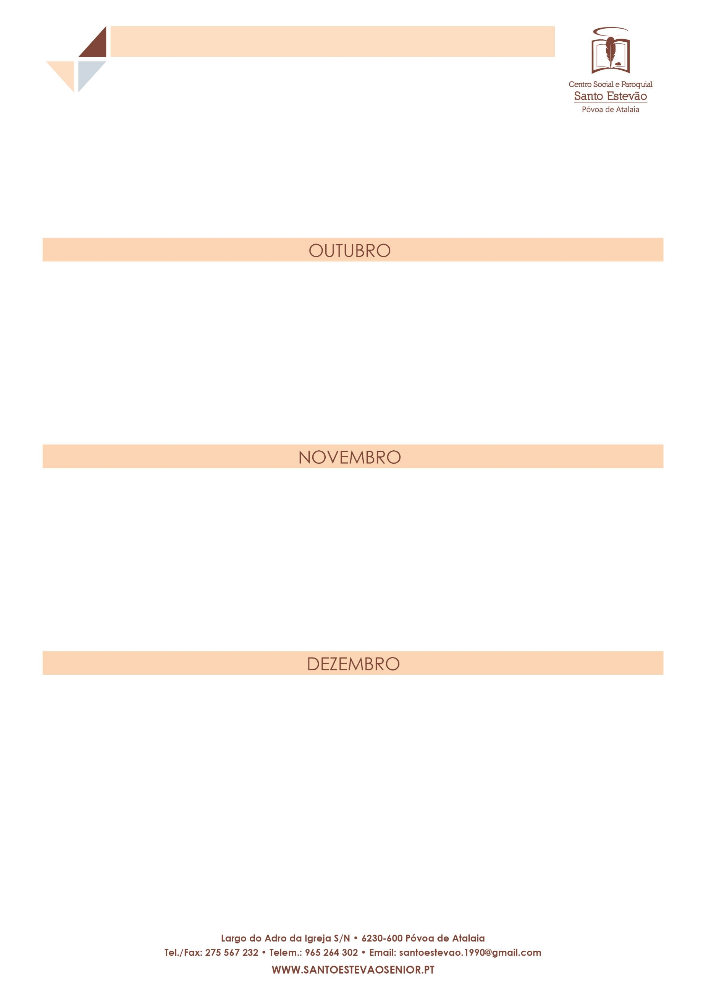 Centro Social e Paroquial
Santo Estevão
Póvoa de Atalaia
OUTUBRO
NOVEMBRO
DEZEMBRO
Largo do Adro da Igreja S/N • 6230-600 Póvoa de Atalaia
Tel./Fax: 275 567 232 • Telem.: 965 264 302 • Email: santoestevao.1990@gmail.com
WWW.SANTOESTEVAOSENIOR.PT